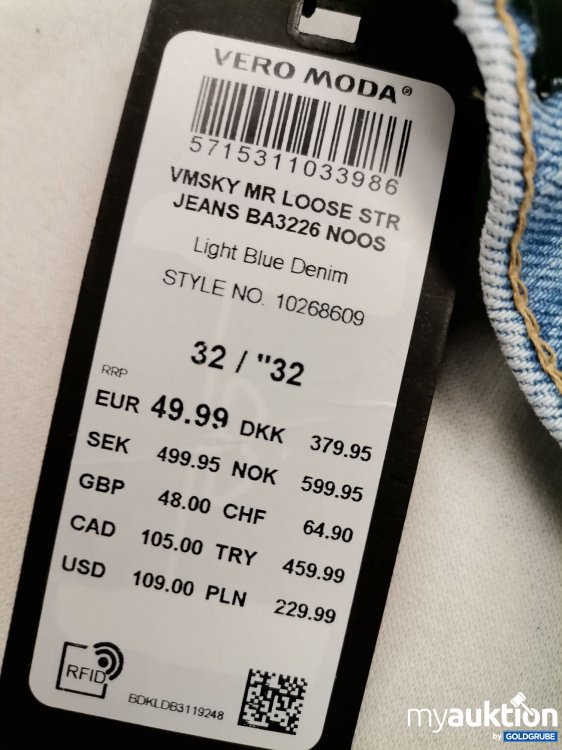 VERO MODA®
5715311033986
VMSKY MR LOOSE STR
JEANS BA3226 NOOS
Light Blue Denim
STYLE NO. 10268609
32 / "32
RRP
EUR 49.99 DKK 379.95
SEK 499.95 NOK 599.95
GBP 48.00 CHF 64.90
CAD 105.00 TRY 459.99
USD 109.00 PLN 229.99
RFID
BDKLDB3119248
myauktion
by GOLDGRUBE